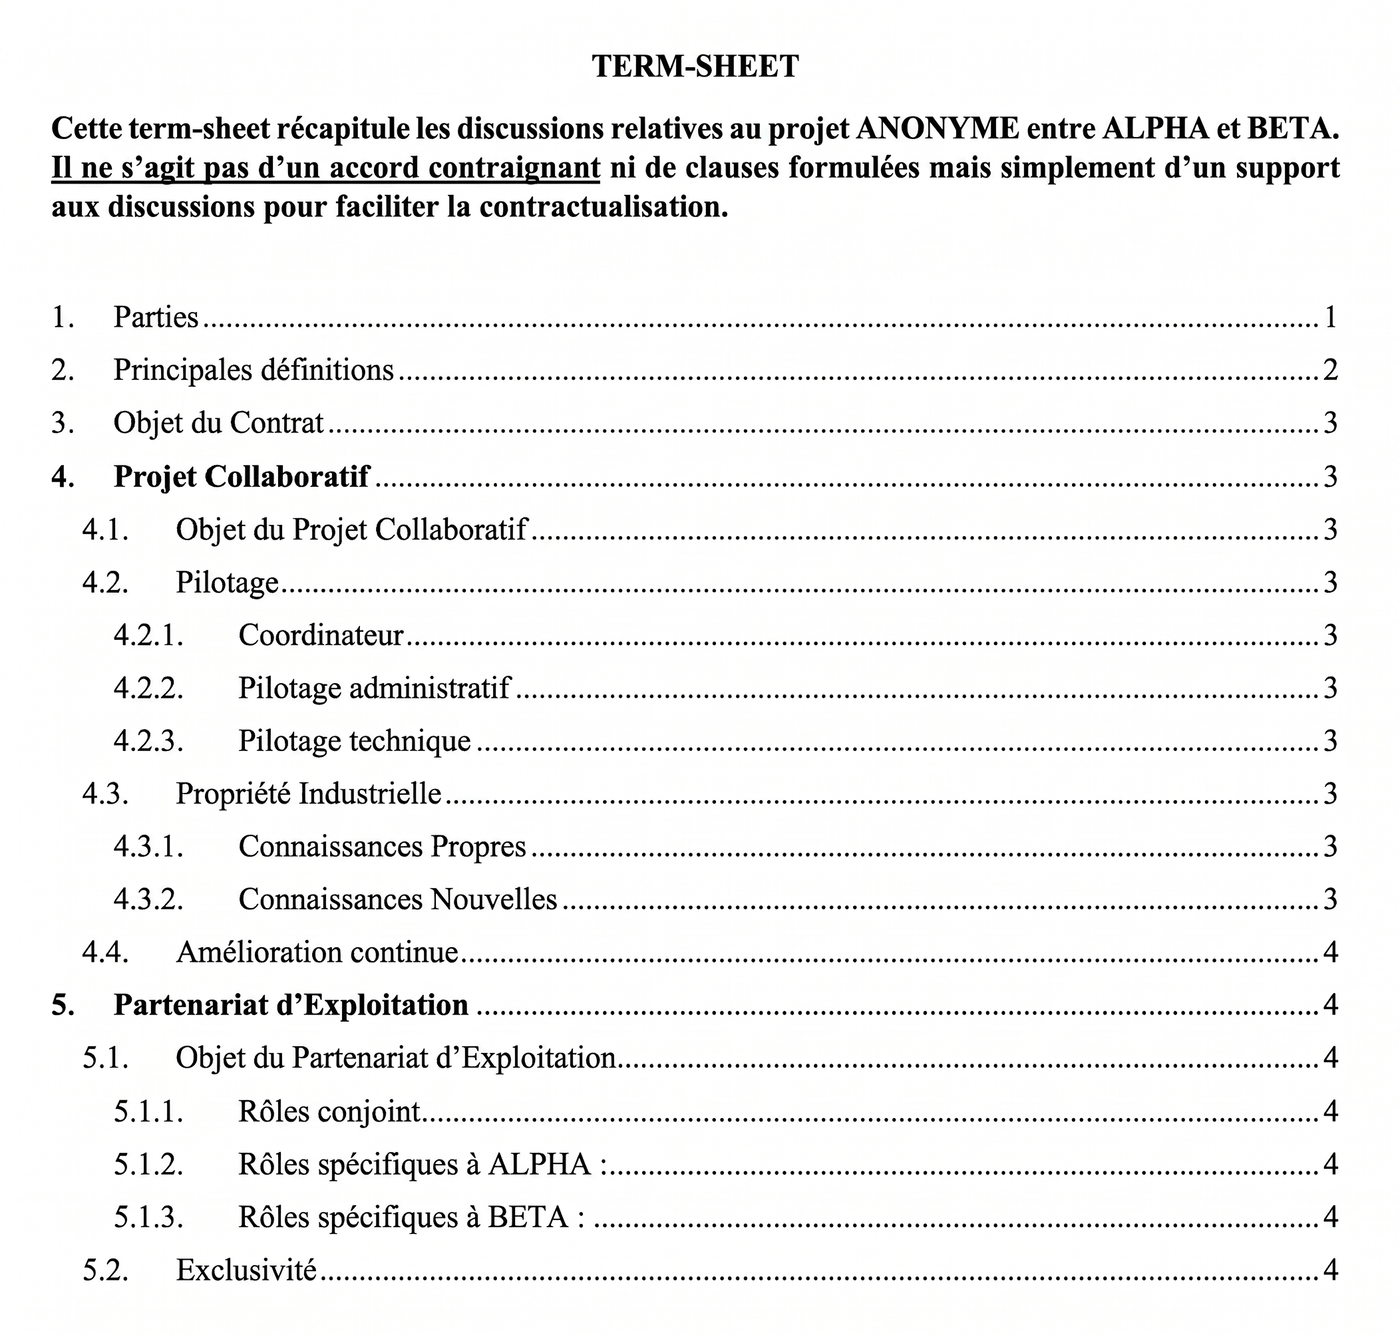 TERM-SHEET
Cette term-sheet récapitule les discussions relatives au projet ANONYME entre ALPHA et BETA.
Il ne s’agit pas d’un accord contraignant ni de clauses formulées mais simplement d’un support
aux discussions pour faciliter la contractualisation.
1. Parties 1
2. Principales définitions 2
3. Objet du Contrat 3
4. Projet Collaboratif 3
4.1. Objet du Projet Collaboratif 3
4.2. Pilotage 3
4.2.1. Coordinateur 3
4.2.2. Pilotage administratif 3
4.2.3. Pilotage technique 3
4.3. Propriété Industrielle 3
4.3.1. Connaissances Propres 3
4.3.2. Connaissances Nouvelles 3
4.4. Amélioration continue 4
5. Partenariat d’Exploitation 4
5.1. Objet du Partenariat d’Exploitation 4
5.1.1. Rôles conjoint 4
5.1.2. Rôles spécifiques à ALPHA : 4
5.1.3. Rôles spécifiques à BETA : 4
5.2. Exclusivité 4